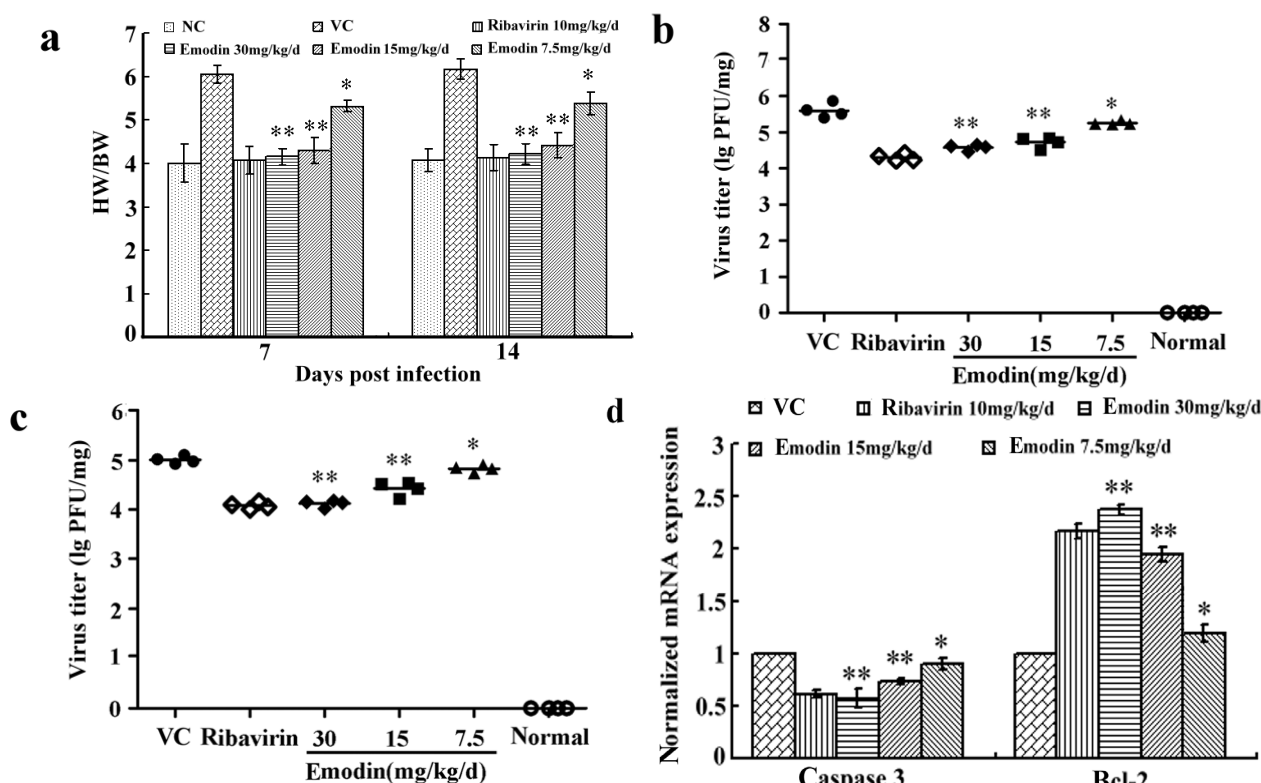 a
NC VC Ribavirin 10mg/kg/d
Emodin 30mg/kg/d Emodin 15mg/kg/d Emodin 7.5mg/kg/d
HW/BW
7
6
5
4
3
2
1
0
** ** *
** ** *
7 14
Days post infection
b
Virus titer (lg PFU/mg)
8
7
6
5
4
3
2
1
0
** ** *
VC Ribavirin 30 15 7.5 Normal
Emodin(mg/kg/d)
c
Virus titer (lg PFU/mg)
6
5
4
3
2
1
0
** ** *
VC Ribavirin 30 15 7.5 Normal
Emodin(mg/kg/d)
d
VC Ribavirin 10mg/kg/d Emodin 30mg/kg/d
Emodin 15mg/kg/d Emodin 7.5mg/kg/d
Normalized mRNA expression
3
2.5
2
1.5
1
0.5
0
** ** *
** ** *
Caspase 3 Bcl-2